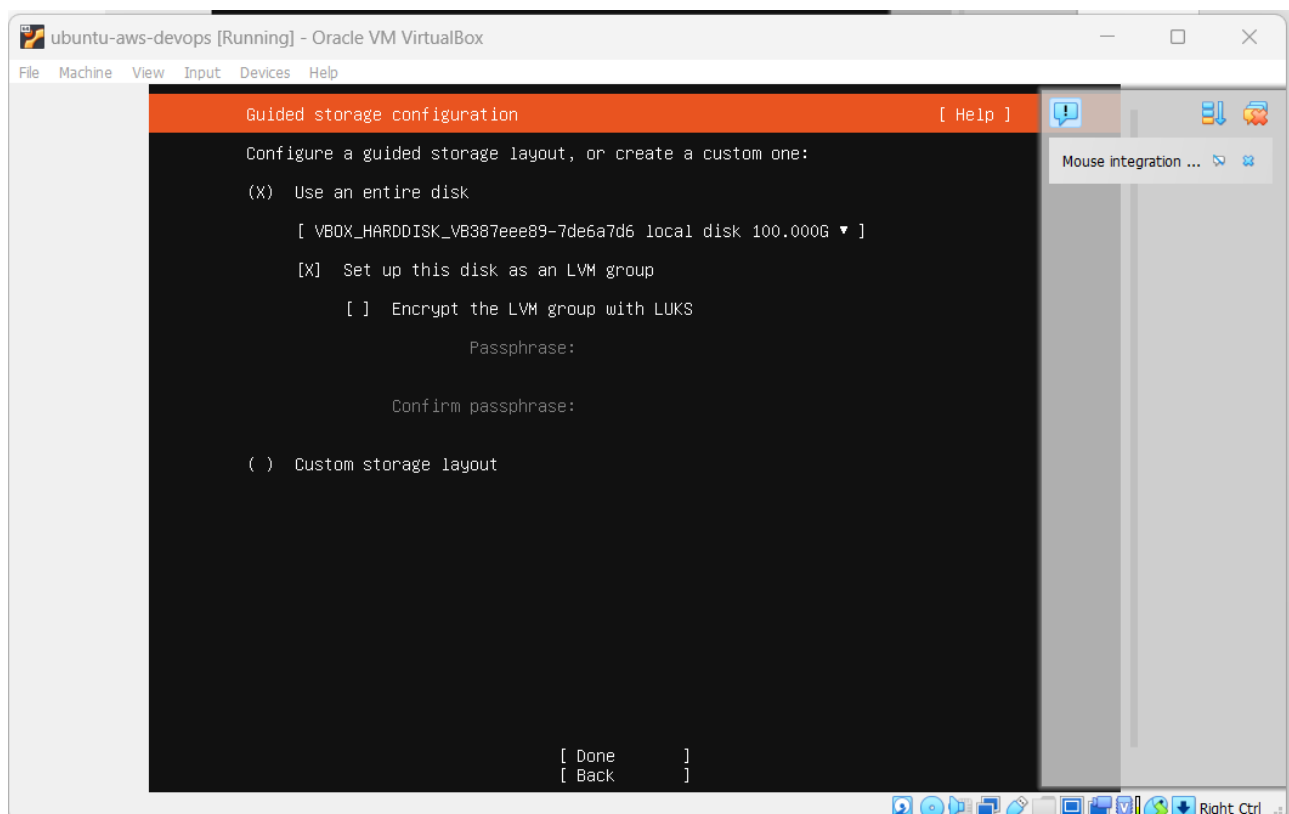 ubuntu-aws-devops [Running] - Oracle VM VirtualBox
File Machine View Input Devices Help
Guided storage configuration [ Help ]
Configure a guided storage layout, or create a custom one:
Mouse integration ...
(X) Use an entire disk
[ VBOX_HARDDISK_VB387eee89-7de6a7d6 local disk 100.000G ▾ ]
[X] Set up this disk as an LVM group
[ ] Encrypt the LVM group with LUKS
Passphrase:
Confirm passphrase:
( ) Custom storage layout
[ Done ]
[ Back ]
Right Ctrl